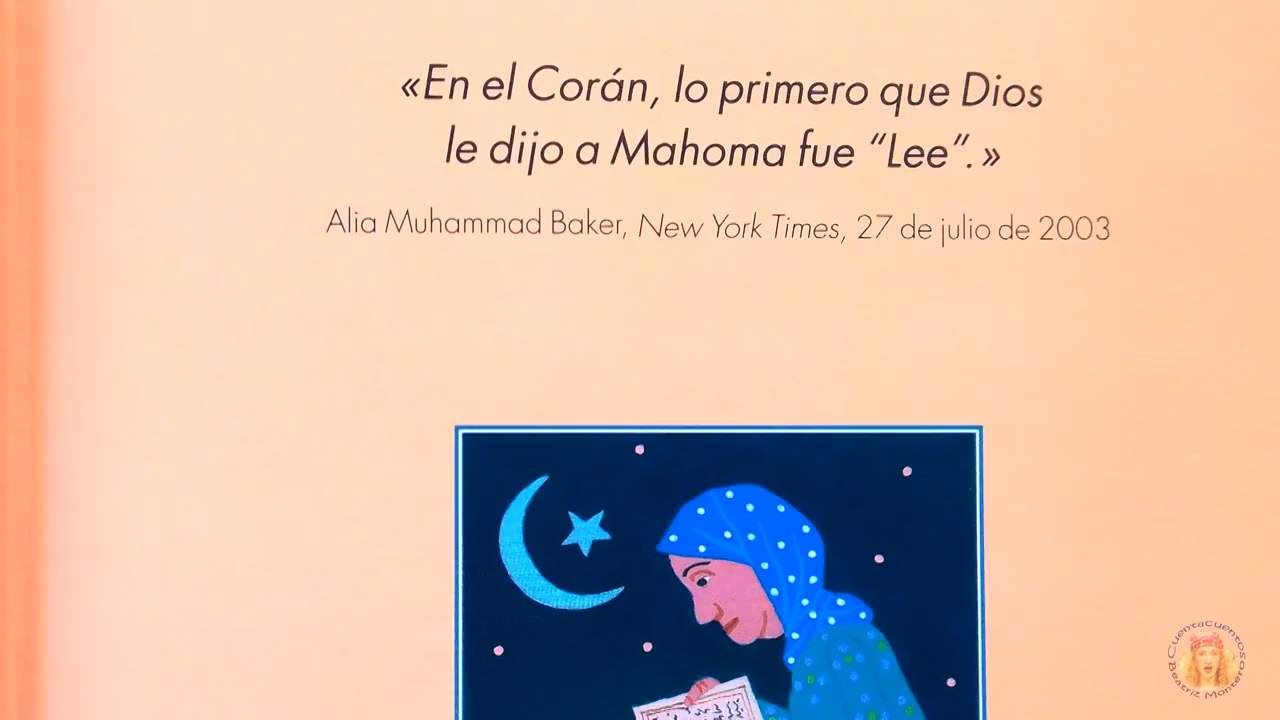 «En el Corán, lo primero que Dios
le dijo a Mahoma fue “Lee”.»
Alia Muhammad Baker, New York Times, 27 de julio de 2003
CuentaCuentos
Beatriz Montero